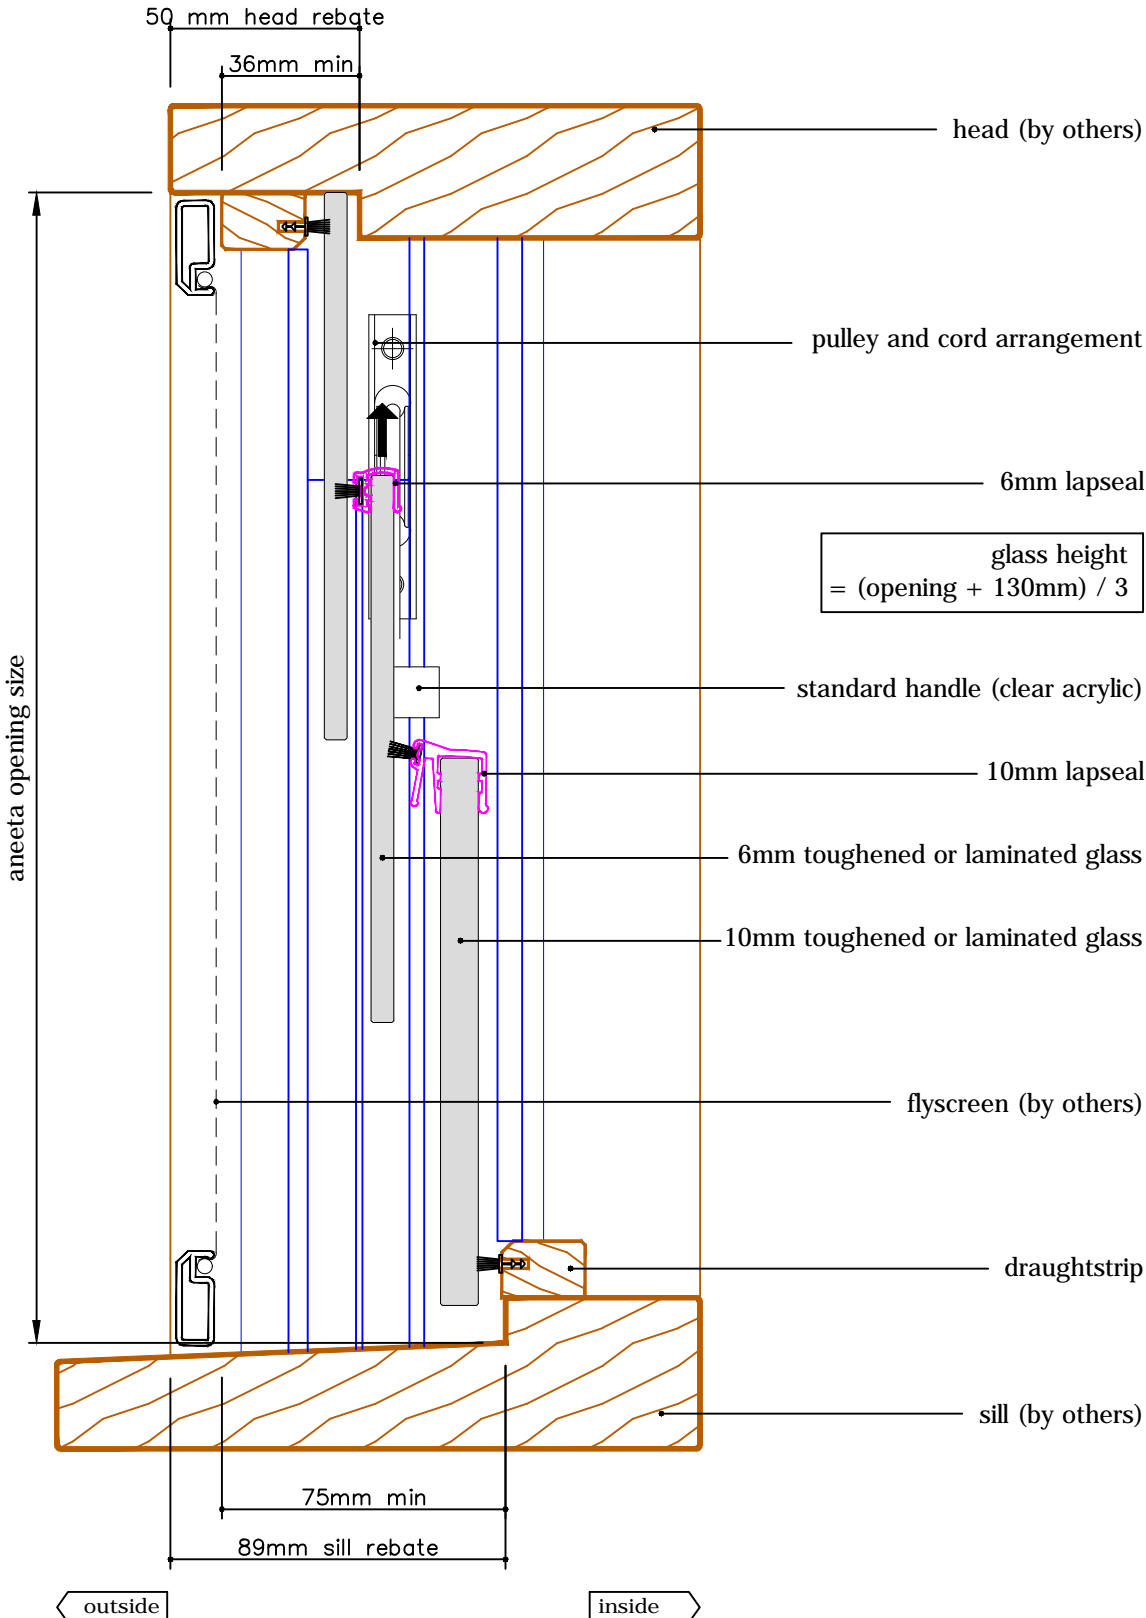 50 mm head rebate
36mm min
head (by others)
pulley and cord arrangement
6mm lapseal
glass height
= (opening + 130mm) / 3
aneeta opening size
standard handle (clear acrylic)
10mm lapseal
6mm toughened or laminated glass
10mm toughened or laminated glass
flyscreen (by others)
draughtstrip
sill (by others)
75mm min
89mm sill rebate
outside
inside